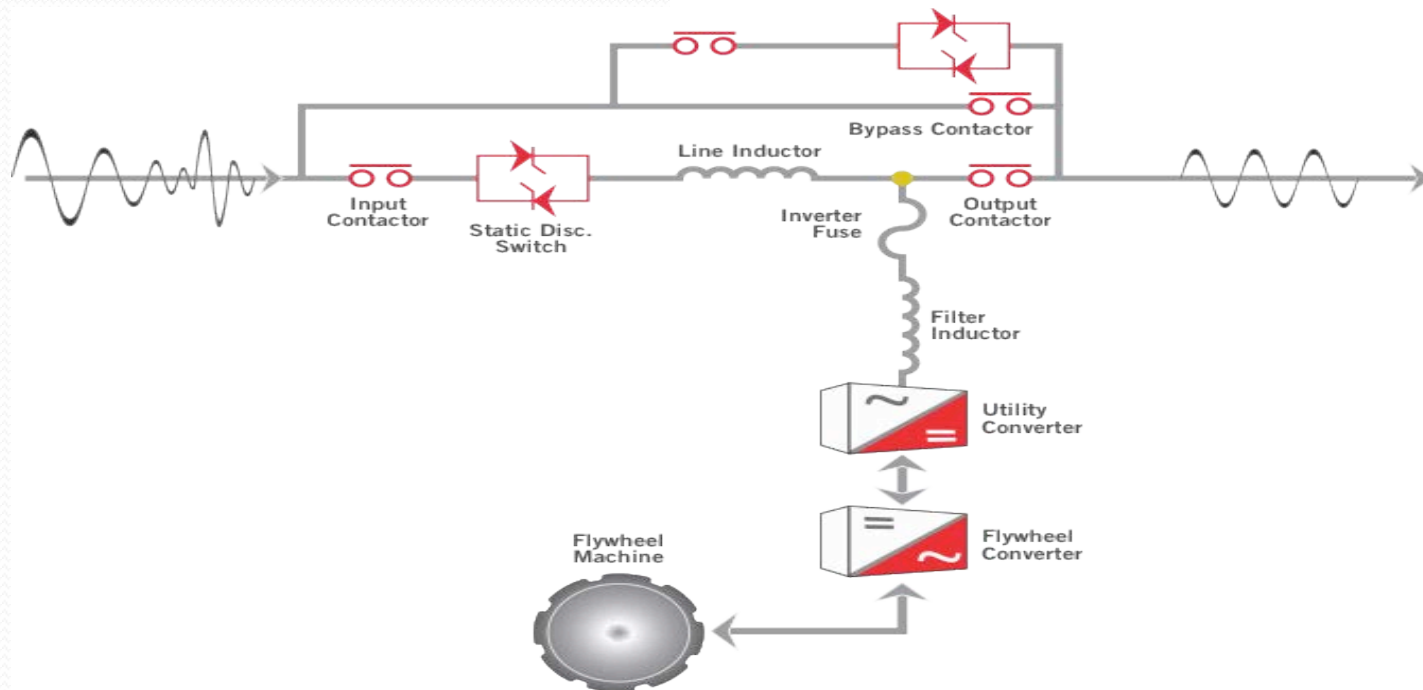 Bypass Contactor
Line Inductor
Input
Contactor
Static Disc.
Switch
Inverter
Fuse
Output
Contactor
Filter
Inductor
Utility
Converter
Flywheel
Converter
Flywheel
Machine